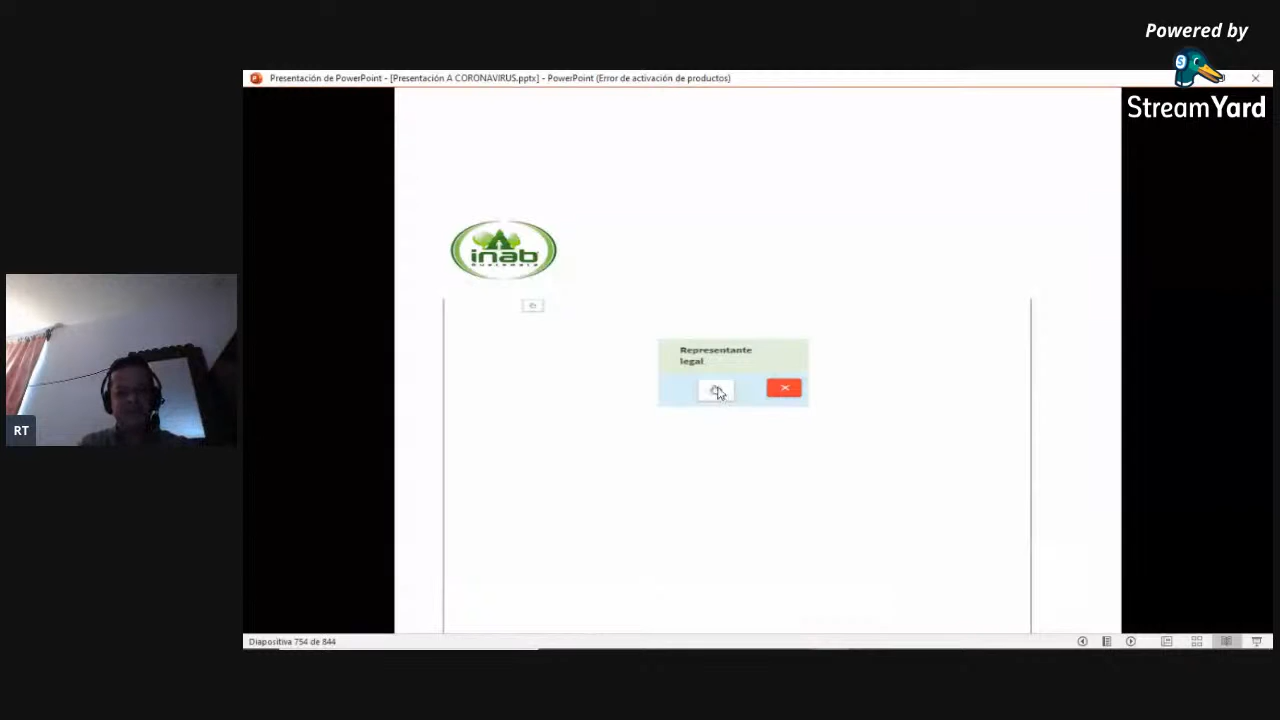 Powered by
StreamYard
Presentación de PowerPoint - [Presentación A CORONAVIRUS.pptx] - PowerPoint (Error de activación de productos)
inab
Representante
legal
RT
Diapositiva 754 de 844